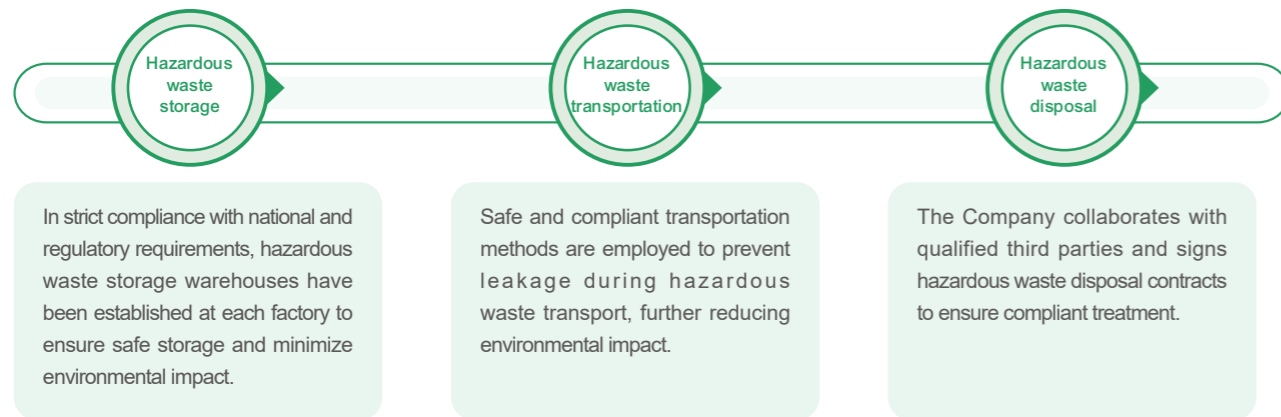 Hazardous
waste
storage
Hazardous
waste
transportation
Hazardous
waste
disposal
In strict compliance with national and
regulatory requirements, hazardous
waste storage warehouses have
been established at each factory to
ensure safe storage and minimize
environmental impact.
Safe and compliant transportation
methods are employed to prevent
leakage during hazardous
waste transport, further reducing
environmental impact.
The Company collaborates with
qualified third parties and signs
hazardous waste disposal contracts
to ensure compliant treatment.